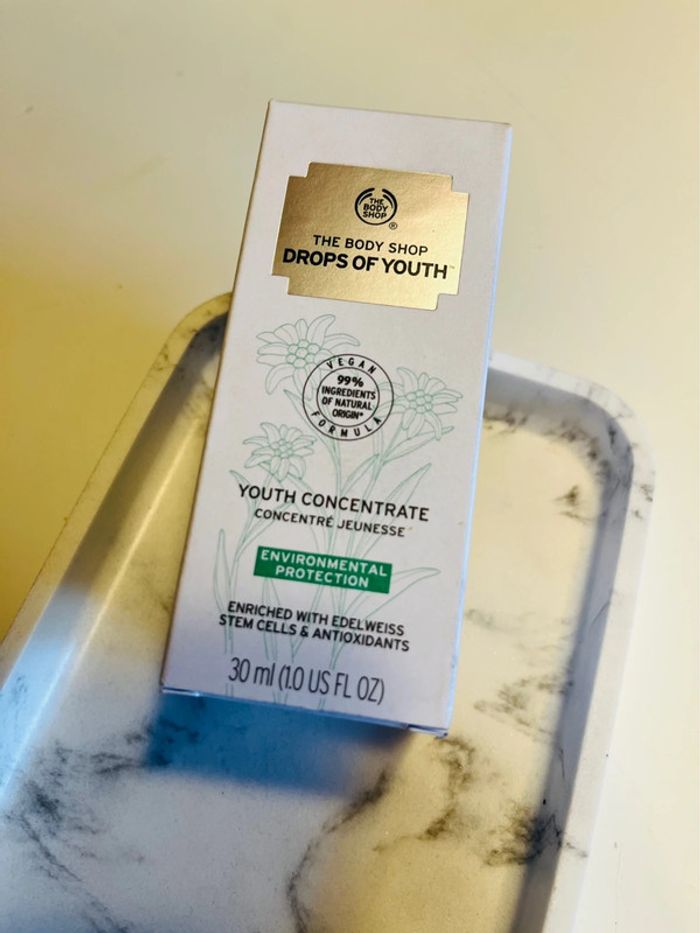 THE
BODY
SHOP
®
THE BODY SHOP
DROPS OF YOUTH™
VEGAN
99%
INGREDIENTS
OF NATURAL
ORIGIN*
FORMULA
YOUTH CONCENTRATE
CONCENTRÉ JEUNESSE
ENVIRONMENTAL
PROTECTION
ENRICHED WITH EDELWEISS
STEM CELLS & ANTIOXIDANTS
30 ml (1.0 US FL OZ)